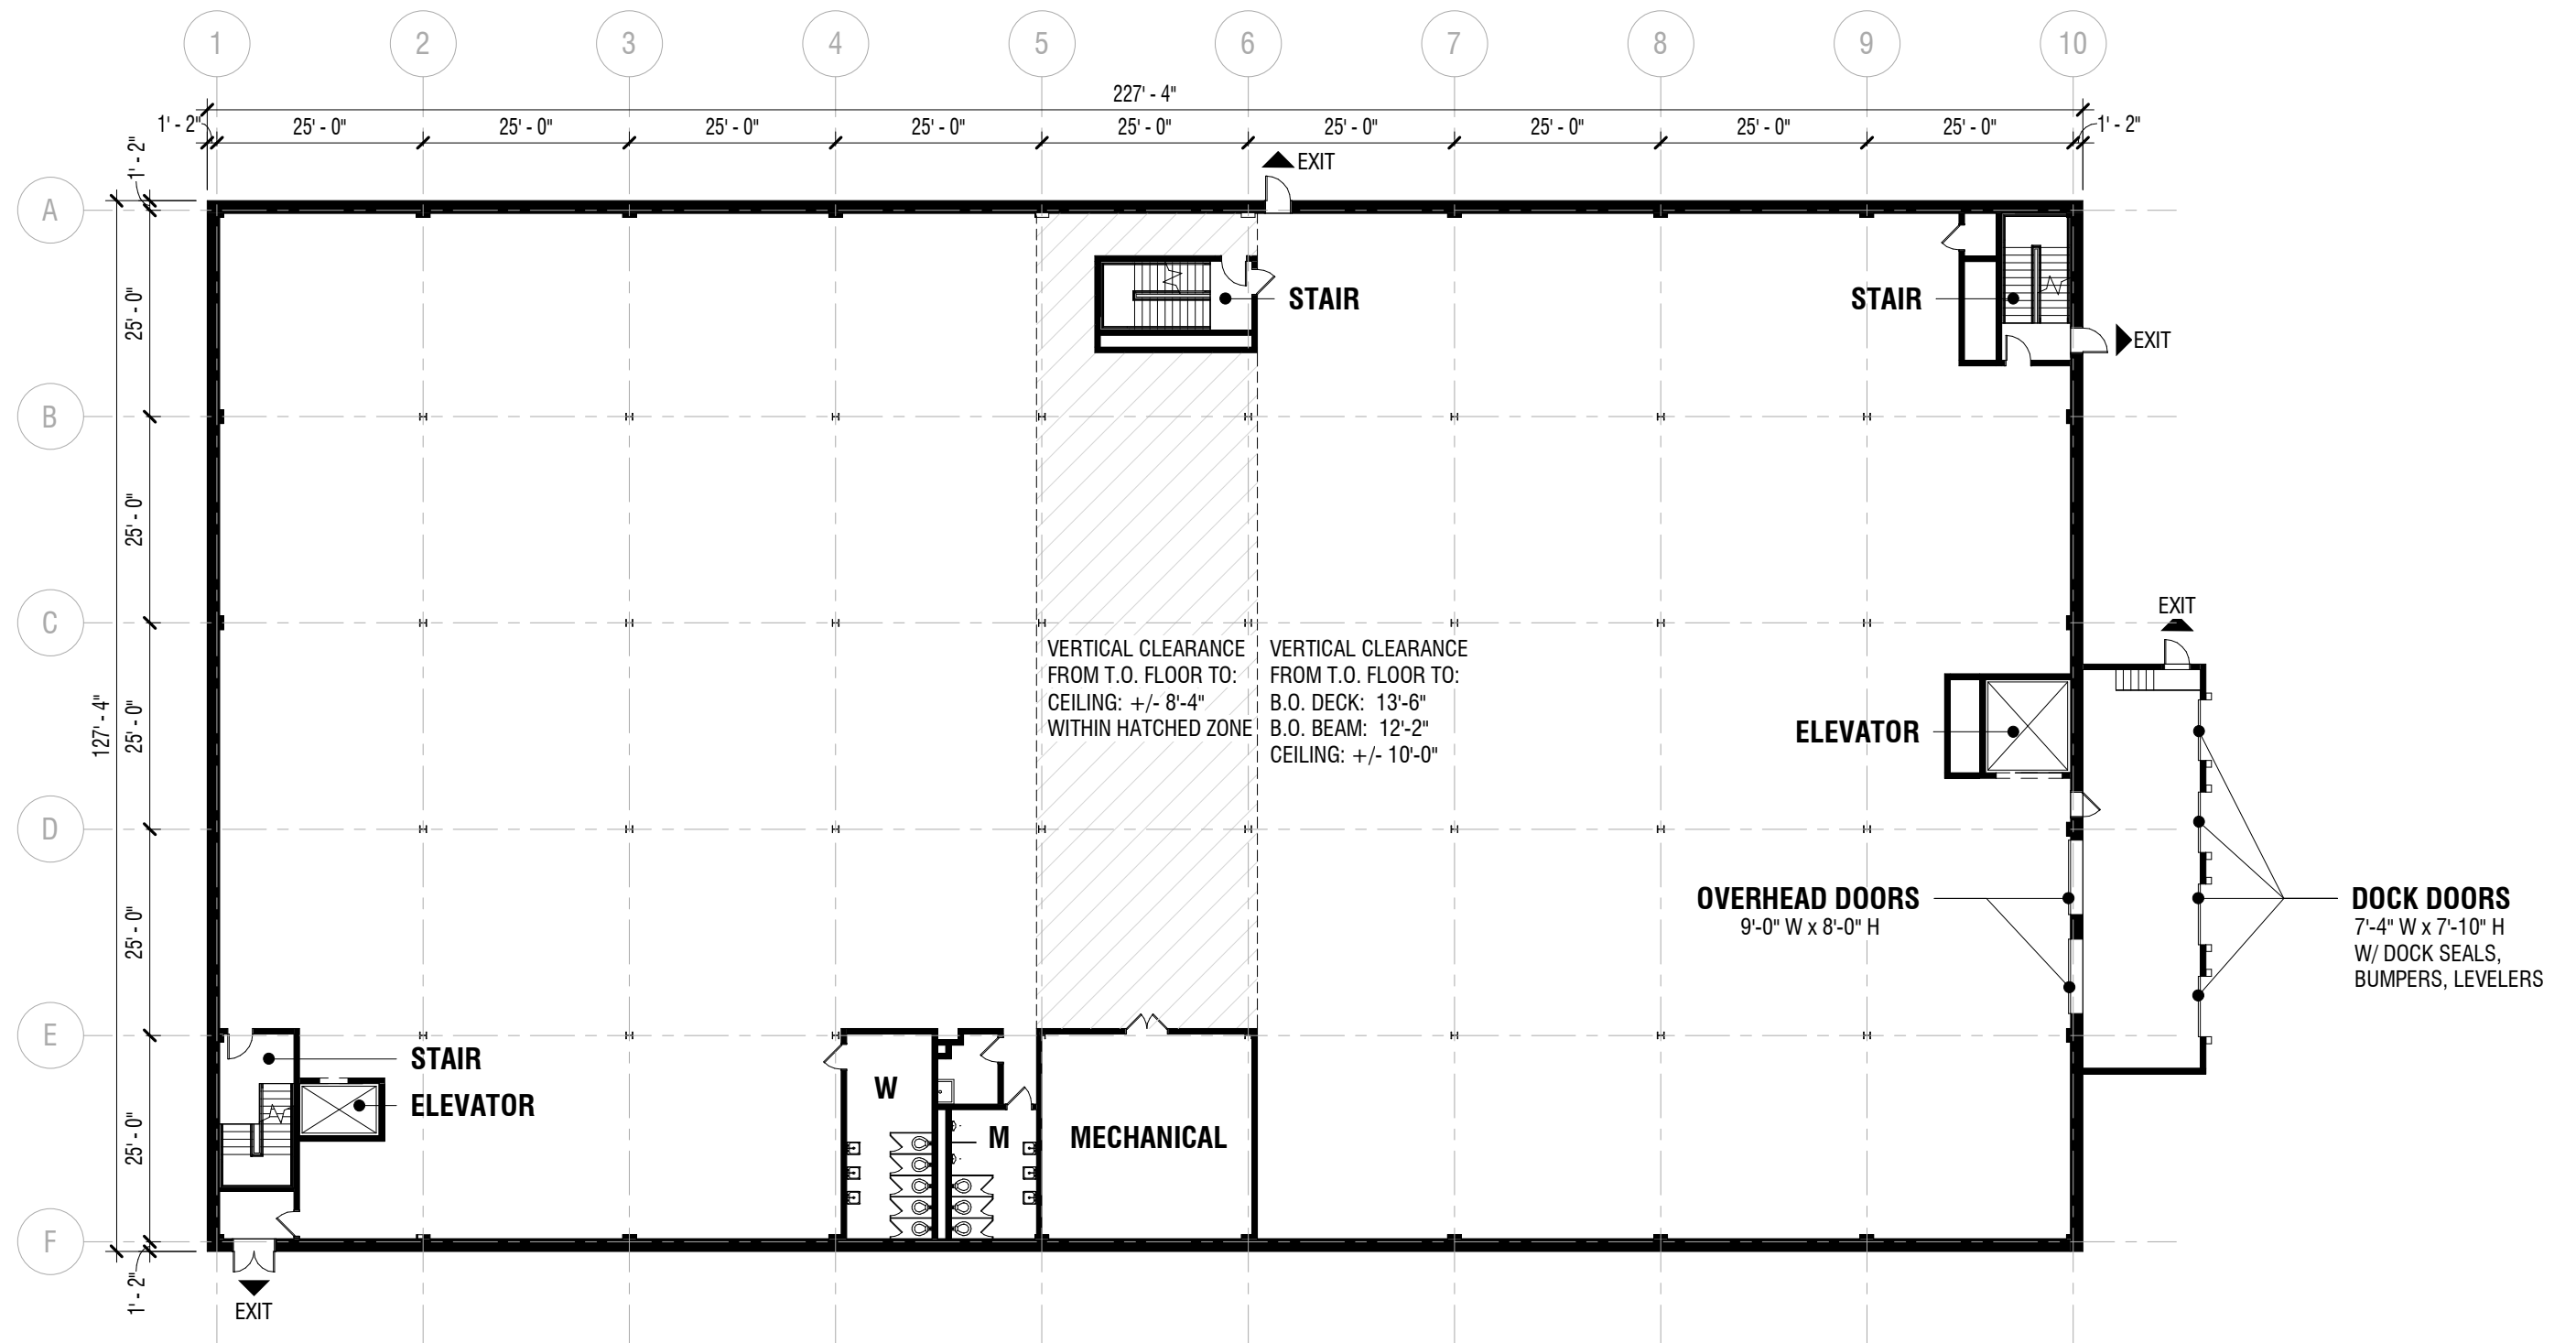 1
2
3
4
5
6
7
8
9
10
227' - 4"
1' - 2"
25' - 0"
25' - 0"
25' - 0"
25' - 0"
25' - 0"
25' - 0"
25' - 0"
25' - 0"
25' - 0"
1' - 2"
1' - 2"
EXIT
A
25' - 0"
STAIR
STAIR
EXIT
B
25' - 0"
C
EXIT
VERTICAL CLEARANCE
FROM T.O. FLOOR TO:
CEILING: +/- 8'-4"
WITHIN HATCHED ZONE
VERTICAL CLEARANCE
FROM T.O. FLOOR TO:
B.O. DECK: 13'-6"
B.O. BEAM: 12'-2"
CEILING: +/- 10'-0"
127' - 4"
25' - 0"
ELEVATOR
D
25' - 0"
OVERHEAD DOORS
9'-0" W x 8'-0" H
DOCK DOORS
7'-4" W x 7'-10" H
W/ DOCK SEALS,
BUMPERS, LEVELERS
E
STAIR
ELEVATOR
W
M
MECHANICAL
25' - 0"
F
1' - 2"
EXIT